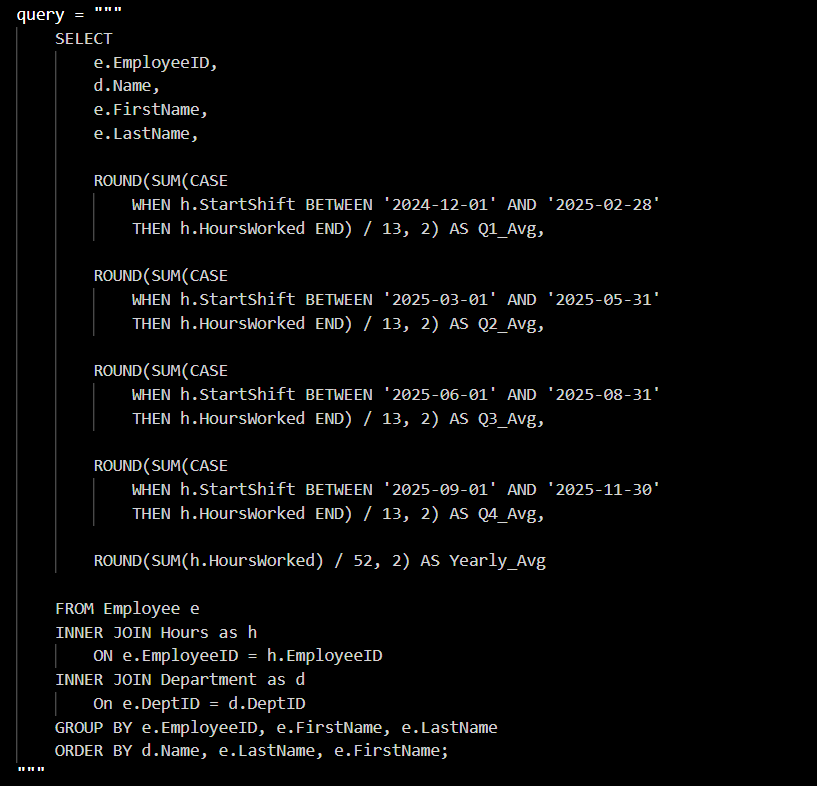 query = """
SELECT
e.EmployeeID,
d.Name,
e.FirstName,
e.LastName,
ROUND(SUM(CASE
WHEN h.StartShift BETWEEN '2024-12-01' AND '2025-02-28'
THEN h.HoursWorked END) / 13, 2) AS Q1_Avg,
ROUND(SUM(CASE
WHEN h.StartShift BETWEEN '2025-03-01' AND '2025-05-31'
THEN h.HoursWorked END) / 13, 2) AS Q2_Avg,
ROUND(SUM(CASE
WHEN h.StartShift BETWEEN '2025-06-01' AND '2025-08-31'
THEN h.HoursWorked END) / 13, 2) AS Q3_Avg,
ROUND(SUM(CASE
WHEN h.StartShift BETWEEN '2025-09-01' AND '2025-11-30'
THEN h.HoursWorked END) / 13, 2) AS Q4_Avg,
ROUND(SUM(h.HoursWorked) / 52, 2) AS Yearly_Avg
FROM Employee e
INNER JOIN Hours as h
ON e.EmployeeID = h.EmployeeID
INNER JOIN Department as d
On e.DeptID = d.DeptID
GROUP BY e.EmployeeID, e.FirstName, e.LastName
ORDER BY d.Name, e.LastName, e.FirstName;
"""